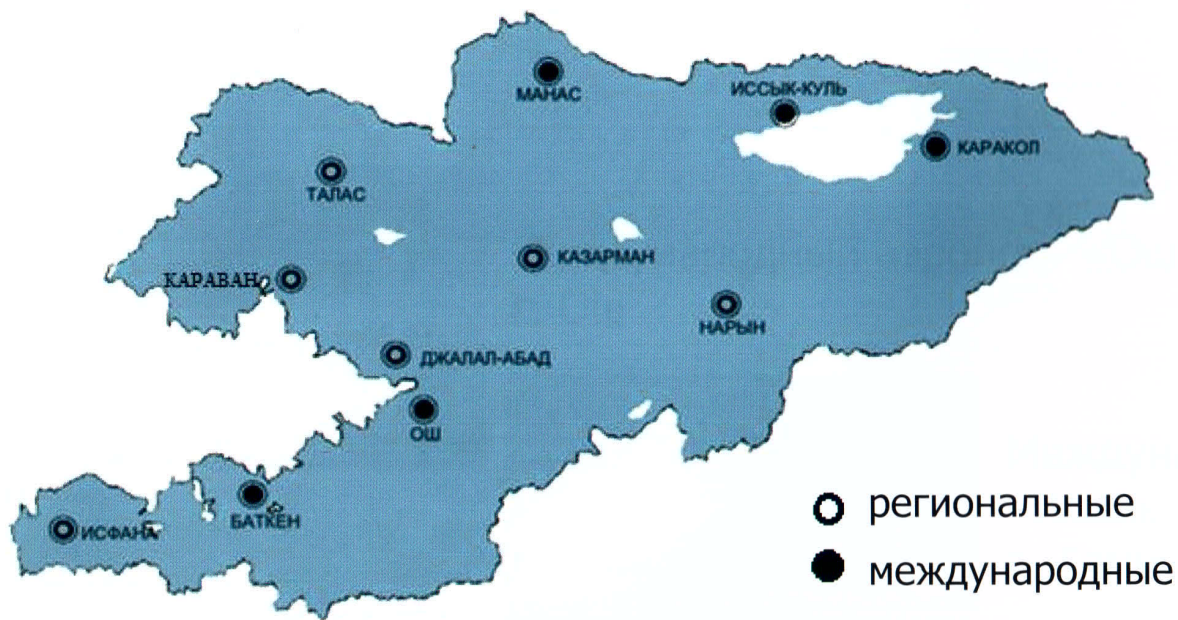 МАНАС
ИССЫК-КУЛЬ
КАРАКОЛ
ТАЛАС
КАЗАРМАН
КАРАВАН
НАРЫН
ДЖАЛАЛ-АБАД
ОШ
БАТКЕН
ИСФАНА
региональные
международные